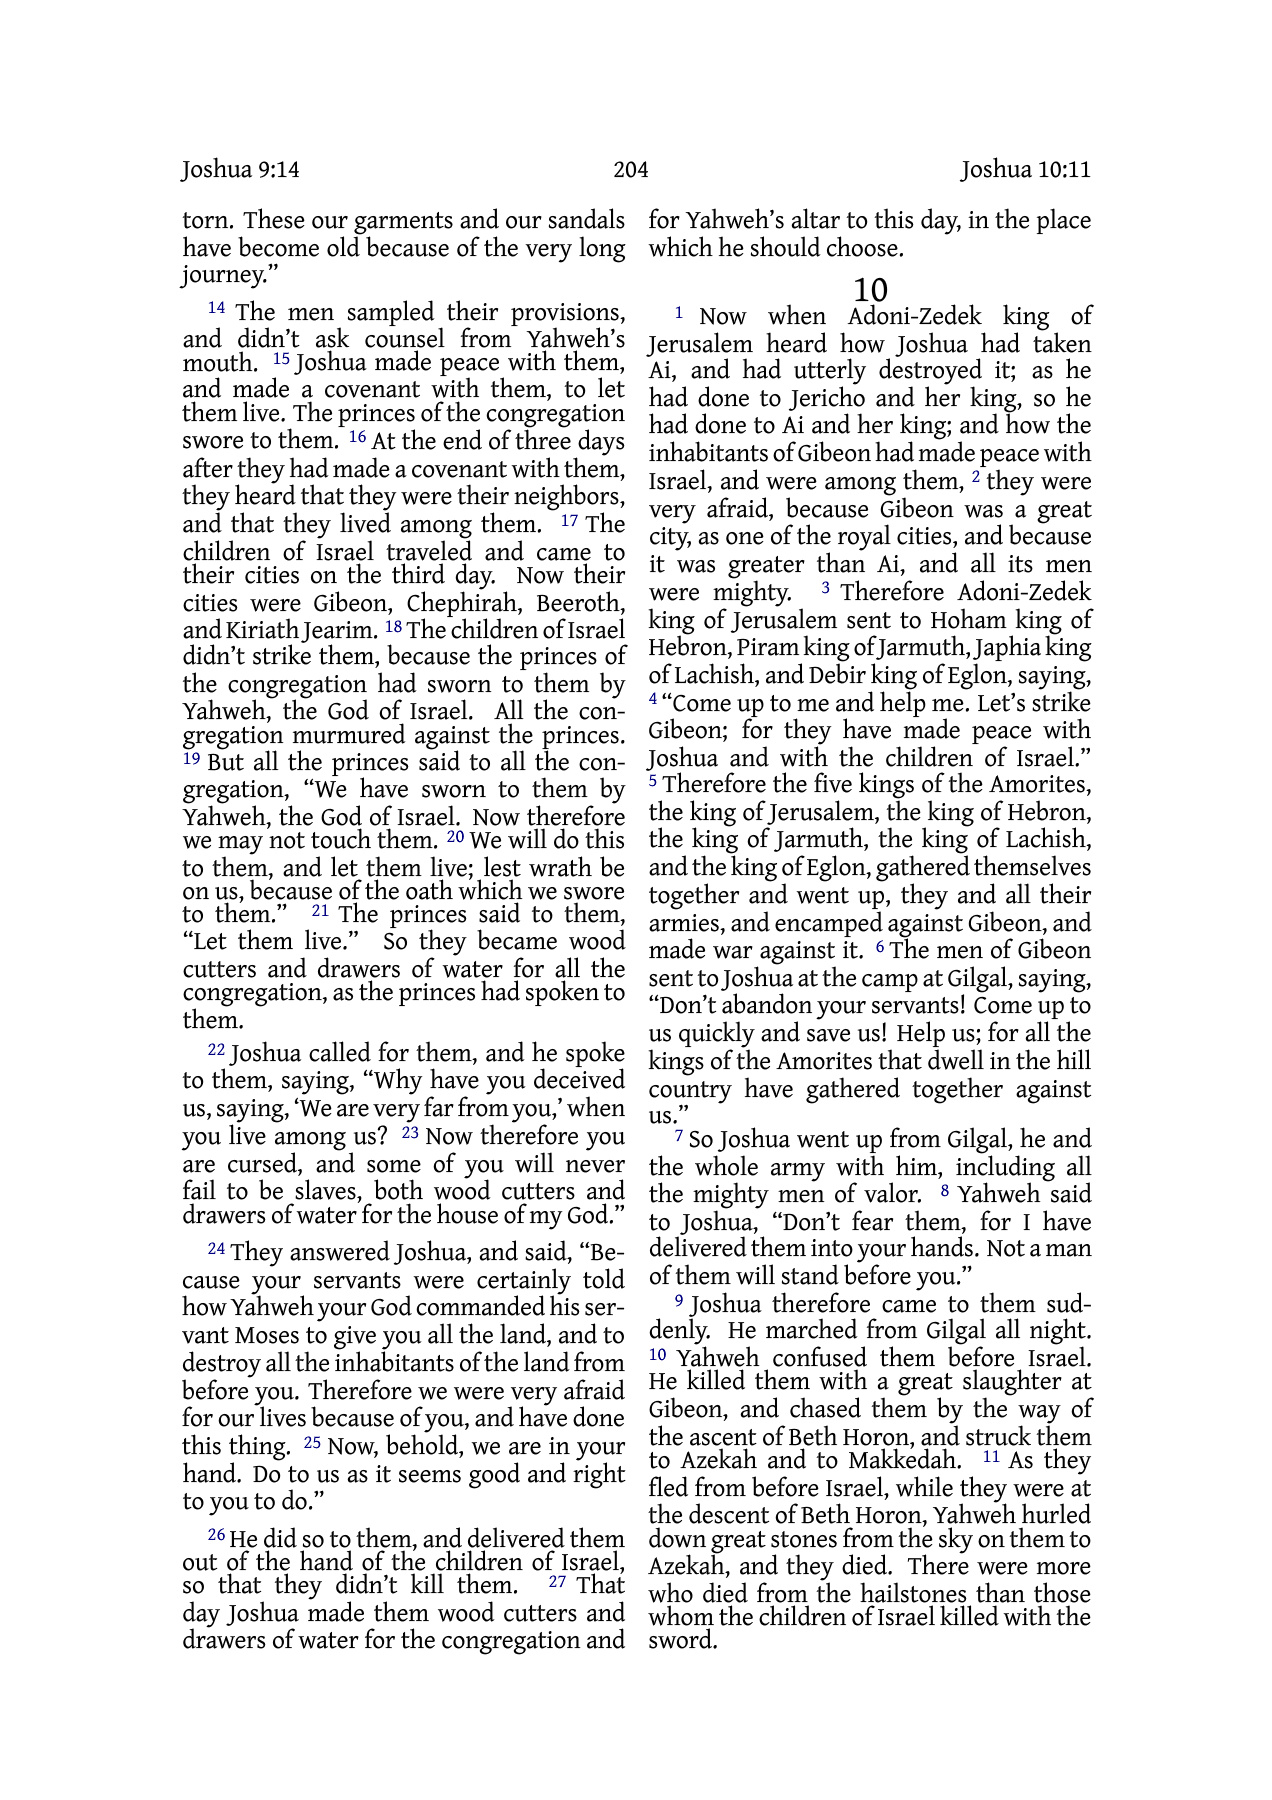 Joshua 9:14 204 Joshua 10:11
torn. These our garments and our sandals
have become old because of the very long
journey.”
14 The men sampled their provisions,
and didn’t ask counsel from Yahweh’s
mouth. 15 Joshua made peace with them,
and made a covenant with them, to let
them live. The princes of the congregation
swore to them. 16 At the end of three days
after they had made a covenant with them,
they heard that they were their neighbors,
and that they lived among them. 17 The
children of Israel traveled and came to
their cities on the third day. Now their
cities were Gibeon, Chephirah, Beeroth,
and Kiriath Jearim. 18 The children of Israel
didn’t strike them, because the princes of
the congregation had sworn to them by
Yahweh, the God of Israel. All the con-
gregation murmured against the princes.
19 But all the princes said to all the con-
gregation, “We have sworn to them by
Yahweh, the God of Israel. Now therefore
we may not touch them. 20 We will do this
to them, and let them live; lest wrath be
on us, because of the oath which we swore
to them.” 21 The princes said to them,
“Let them live.” So they became wood
cutters and drawers of water for all the
congregation, as the princes had spoken to
them.
22 Joshua called for them, and he spoke
to them, saying, “Why have you deceived
us, saying, ‘We are very far from you,’ when
you live among us? 23 Now therefore you
are cursed, and some of you will never
fail to be slaves, both wood cutters and
drawers of water for the house of my God.”
24 They answered Joshua, and said, “Be-
cause your servants were certainly told
how Yahweh your God commanded his ser-
vant Moses to give you all the land, and to
destroy all the inhabitants of the land from
before you. Therefore we were very afraid
for our lives because of you, and have done
this thing. 25 Now, behold, we are in your
hand. Do to us as it seems good and right
to you to do.”
26 He did so to them, and delivered them
out of the hand of the children of Israel,
so that they didn’t kill them. 27 That
day Joshua made them wood cutters and
drawers of water for the congregation and
for Yahweh’s altar to this day, in the place
which he should choose.
10
1 Now when Adoni-Zedek king of
Jerusalem heard how Joshua had taken
Ai, and had utterly destroyed it; as he
had done to Jericho and her king, so he
had done to Ai and her king; and how the
inhabitants of Gibeon had made peace with
Israel, and were among them, 2 they were
very afraid, because Gibeon was a great
city, as one of the royal cities, and because
it was greater than Ai, and all its men
were mighty. 3 Therefore Adoni-Zedek
king of Jerusalem sent to Hoham king of
Hebron, Piram king of Jarmuth, Japhia king
of Lachish, and Debir king of Eglon, saying,
4 “Come up to me and help me. Let’s strike
Gibeon; for they have made peace with
Joshua and with the children of Israel.”
5 Therefore the five kings of the Amorites,
the king of Jerusalem, the king of Hebron,
the king of Jarmuth, the king of Lachish,
and the king of Eglon, gathered themselves
together and went up, they and all their
armies, and encamped against Gibeon, and
made war against it. 6 The men of Gibeon
sent to Joshua at the camp at Gilgal, saying,
“Don’t abandon your servants! Come up to
us quickly and save us! Help us; for all the
kings of the Amorites that dwell in the hill
country have gathered together against
us.”
7 So Joshua went up from Gilgal, he and
the whole army with him, including all
the mighty men of valor. 8 Yahweh said
to Joshua, “Don’t fear them, for I have
delivered them into your hands. Not a man
of them will stand before you.”
9 Joshua therefore came to them sud-
denly. He marched from Gilgal all night.
10 Yahweh confused them before Israel.
He killed them with a great slaughter at
Gibeon, and chased them by the way of
the ascent of Beth Horon, and struck them
to Azekah and to Makkedah. 11 As they
fled from before Israel, while they were at
the descent of Beth Horon, Yahweh hurled
down great stones from the sky on them to
Azekah, and they died. There were more
who died from the hailstones than those
whom the children of Israel killed with the
sword.